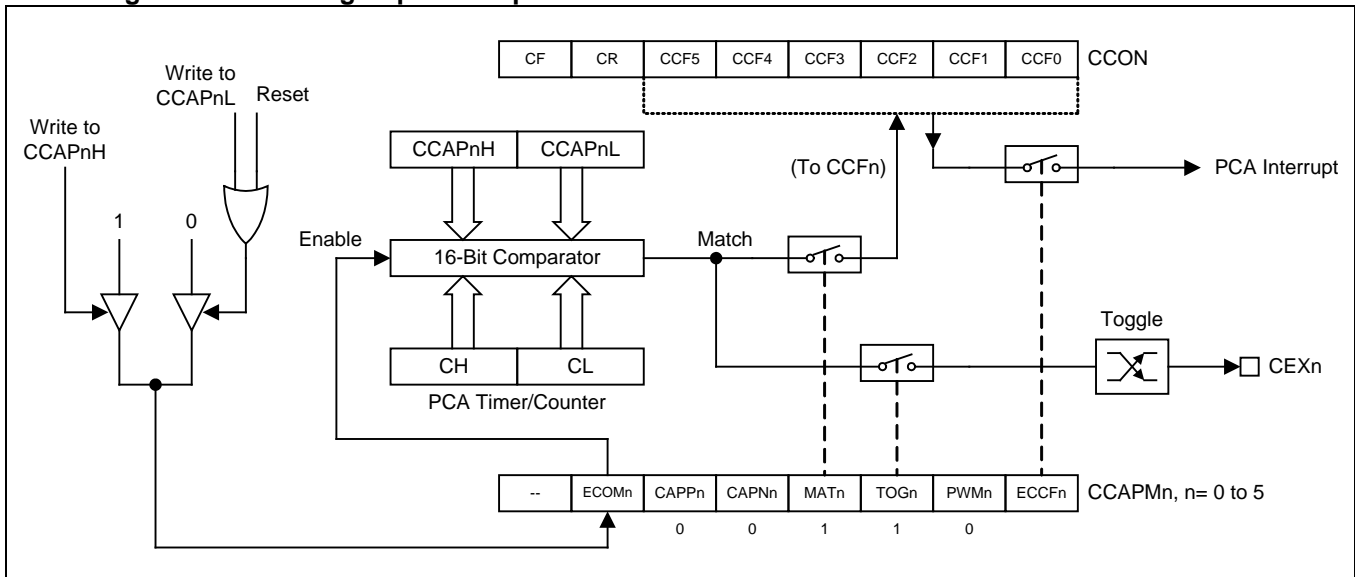 CF CR CCF5 CCF4 CCF3 CCF2 CCF1 CCF0 CCON
Write to
CCAPnL
Reset
Write to
CCAPnH
CCAPnH CCAPnL
(To CCFn)
PCA Interrupt
1 0
Enable
16-Bit Comparator
Match
Toggle
CH CL
CEXn
PCA Timer/Counter
-- ECOMn CAPPn CAPNn MATn TOGn PWMn ECCFn CCAPMn, n= 0 to 5
0 0 1 1 0